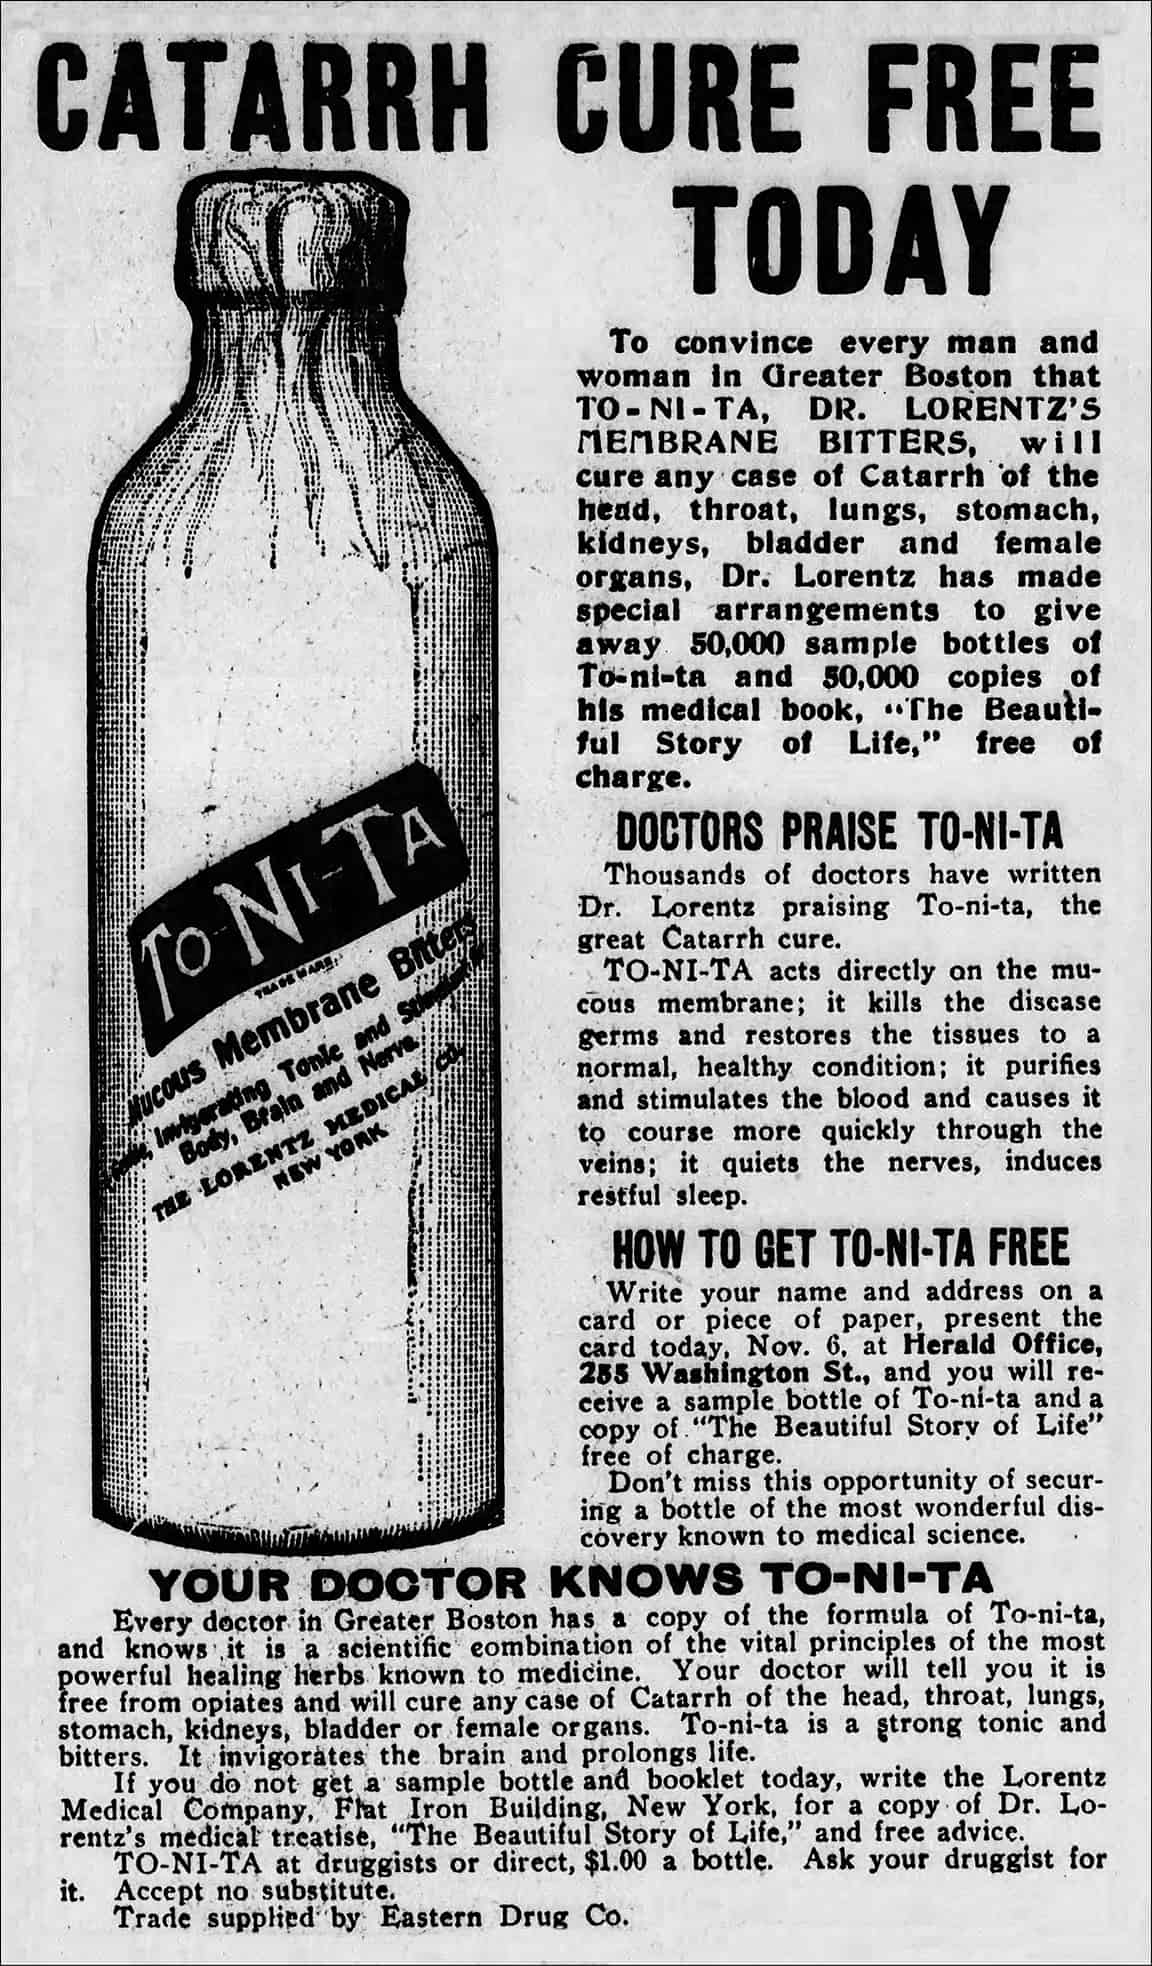 CATARRH CURE FREE
TODAY
To convince every man and
woman in Greater Boston that
TO-NI-TA, DR. LORENTZ'S
MEMBRANE BITTERS, will
cure any case of Catarrh of the
head, throat, lungs, stomach,
kidneys, bladder and female
organs, Dr. Lorentz has made
special arrangements to give
away 50,000 sample bottles of
To-ni-ta and 50,000 copies of
his medical book, "The Beauti-
ful Story of Life," free of
charge.
DOCTORS PRAISE TO-NI-TA
Thousands of doctors have written
Dr. Lorentz praising To-ni-ta, the
great Catarrh cure.
TO-NI-TA acts directly on the mu-
cous membrane; it kills the disease
germs and restores the tissues to a
normal, healthy condition; it purifies
and stimulates the blood and causes it
to course more quickly through the
veins; it quiets the nerves, induces
restful sleep.
HOW TO GET TO-NI-TA FREE
Write your name and address on a
card or piece of paper, present the
card today, Nov. 6, at Herald Office,
255 Washington St., and you will re-
ceive a sample bottle of To-ni-ta and a
copy of "The Beautiful Story of Life"
free of charge.
Don't miss this opportunity of secur-
ing a bottle of the most wonderful dis-
covery known to medical science.
TO-NI-TA
TRADE MARK.
Mucous Membrane Bitters
Invigorating Tonic and
Body, Brain and Nerve.
THE LORENTZ MEDICAL CO.
NEW YORK
YOUR DOCTOR KNOWS TO-NI-TA
Every doctor in Greater Boston has a copy of the formula of To-ni-ta,
and knows it is a scientific combination of the vital principles of the most
powerful healing herbs known to medicine. Your doctor will tell you it is
free from opiates and will cure any case of Catarrh of the head, throat, lungs,
stomach, kidneys, bladder or female organs. To-ni-ta is a strong tonic and
bitters. It invigorates the brain and prolongs life.
If you do not get a sample bottle and booklet today, write the Lorentz
Medical Company, Flat Iron Building, New York, for a copy of Dr. Lo-
rentz's medical treatise, "The Beautiful Story of Life," and free advice.
TO-NI-TA at druggists or direct, $1.00 a bottle. Ask your druggist for
it. Accept no substitute.
Trade supplied by Eastern Drug Co.